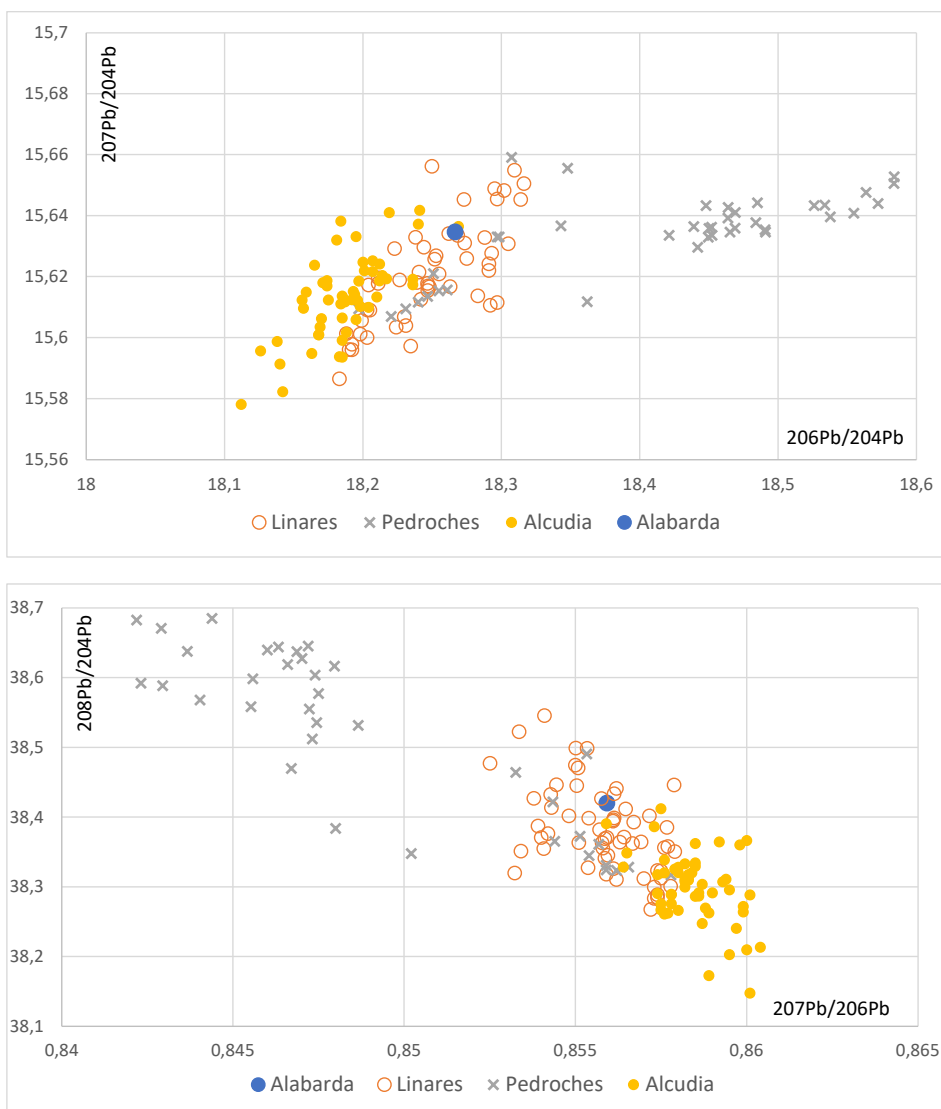 15,7
207Pb/204Pb
15,68
15,66
15,64
15,62
15,6
15,58
206Pb/204Pb
15,56
18 18,1 18,2 18,3 18,4 18,5 18,6
Linares Pedroches Alcudia Alabarda
38,7
208Pb/204Pb
38,6
38,5
38,4
38,3
38,2
207Pb/206Pb
38,1
0,84 0,845 0,85 0,855 0,86 0,865
Alabarda Linares Pedroches Alcudia